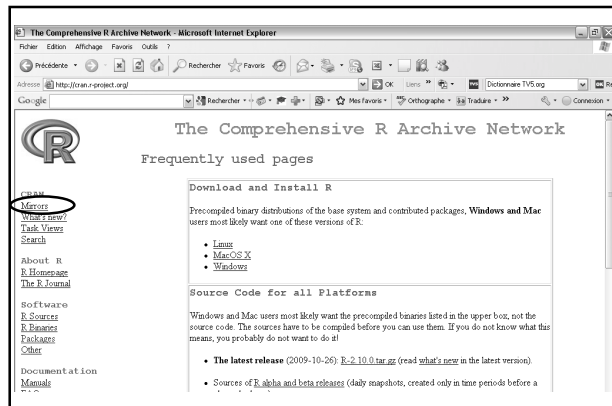 The Comprehensive R Archive Network - Microsoft Internet Explorer
Fichier Edition Affichage Favoris Outils ?
Précédente Rechercher Favoris
Adresse http://cran.r-project.org/ OK Liens » Dictionnaire TV5.org
Google Rechercher Mes favoris Orthographe Traduire » Connexion
The Comprehensive R Archive Network
Frequently used pages
CRAN
Mirrors
What's new?
Task Views
Search
About R
R Homepage
The R Journal
Software
R Sources
R Binaries
Packages
Other
Documentation
Manuals
Download and Install R
Precompiled binary distributions of the base system and contributed packages, Windows and Mac
users most likely want one of these versions of R:
• Linux
• MacOS X
• Windows
Source Code for all Platforms
Windows and Mac users most likely want the precompiled binaries listed in the upper box, not the
source code. The sources have to be compiled before you can use them. If you do not know what this
means, you probably do not want to do it!
• The latest release (2009-10-26): R-2.10.0.tar.gz (read what's new in the latest version).
• Sources of R alpha and beta releases (daily snapshots, created only in time periods before a